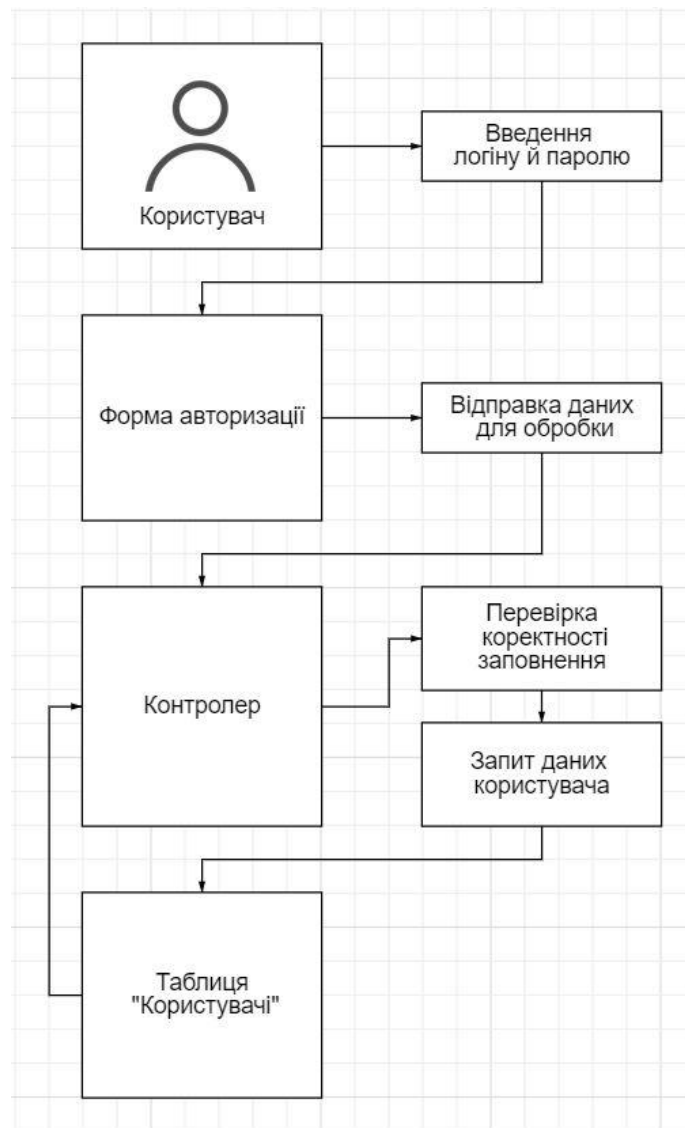 Користувач
Введення
логіну й паролю
Форма авторизації
Відправка даних
для обробки
Контролер
Перевірка
коректності
заповнення
Запит даних
користувача
Таблиця
"Користувачі"